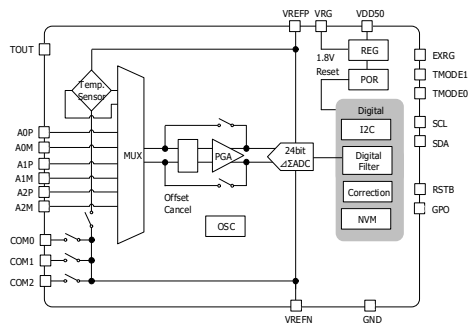 VREFP VRG VDD50
TOUT
REG
1.8V
EXRG
Reset
POR
TMODE1
Temp.
Sensor
TMODE0
Digital
A0P
I2C
SCL
A0M
SDA
MUX
PGA
24bit
⊿ΣADC
Digital
Filter
A1P
A1M
A2P
Offset
Cancel
Correction
RSTB
A2M
GPO
OSC
NVM
COM0
COM1
COM2
VREFN
GND